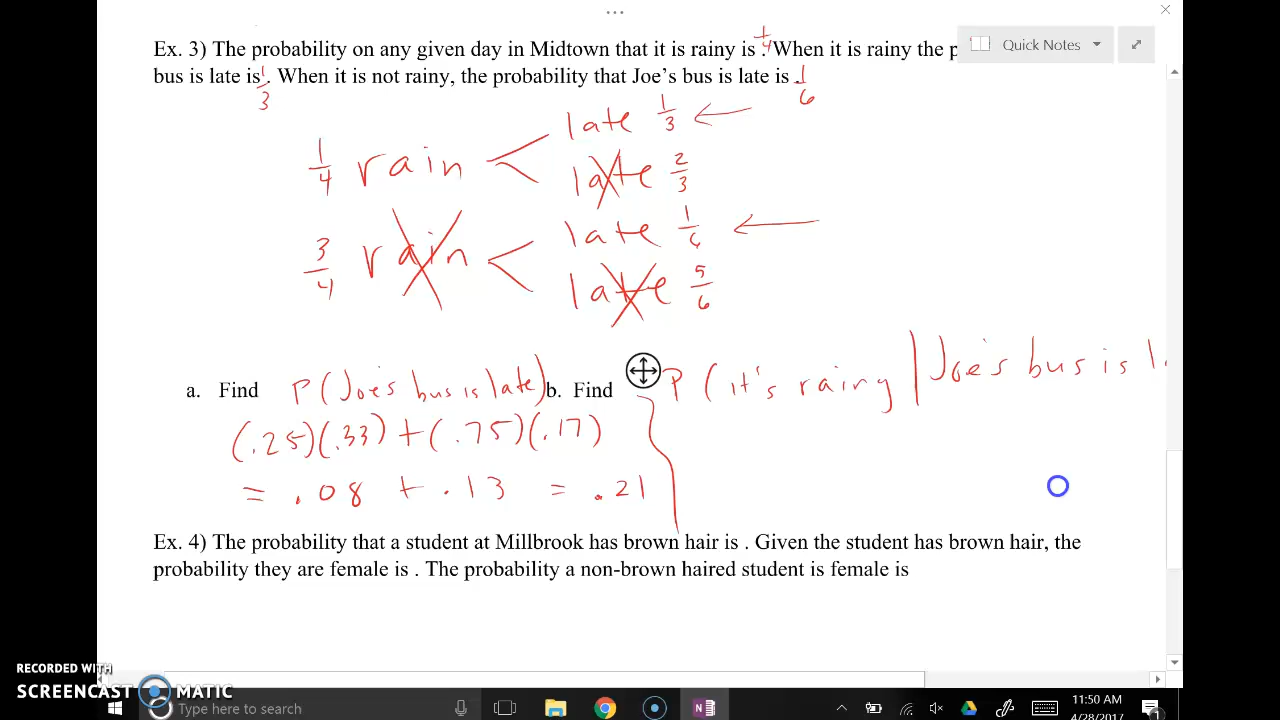 Ex. 3) The probability on any given day in Midtown that it is rainy is 1/4. When it is rainy the p
Quick Notes
bus is late is 1/3. When it is not rainy, the probability that Joe's bus is late is . 1/6
late 1/3
1/4 rain
late 2/3
late 1/6
3/4 rain
late 5/6
a. Find P(Joe's bus is late) b. Find P(it's rainy | Joe's bus is
(.25)(.33) + (.75)(.17)
= .08 + .13 = .21
Ex. 4) The probability that a student at Millbrook has brown hair is . Given the student has brown hair, the
probability they are female is . The probability a non-brown haired student is female is
RECORDED WITH
SCREENCAST MATIC
Type here to search
11:50 AM
4/28/2017